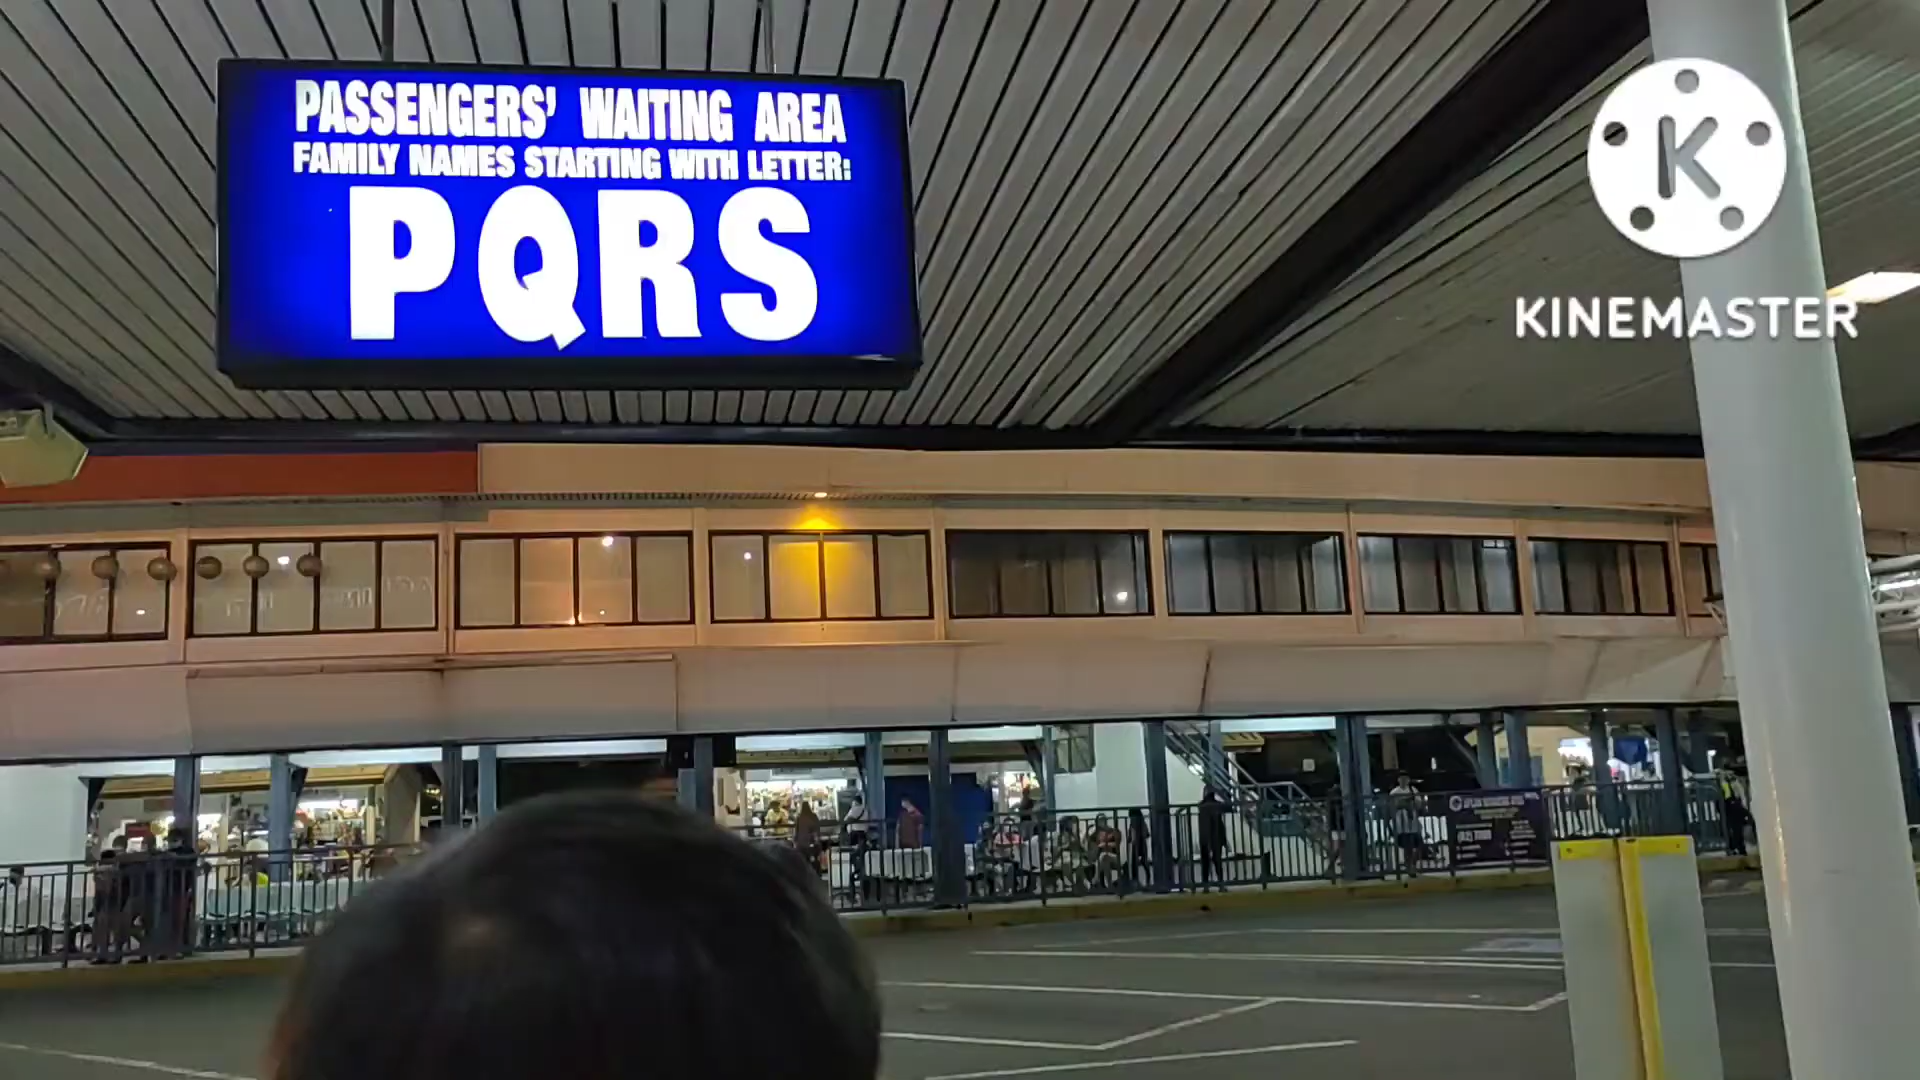 PASSENGERS' WAITING AREA
FAMILY NAMES STARTING WITH LETTER:
PQRS
K
KINEMASTER